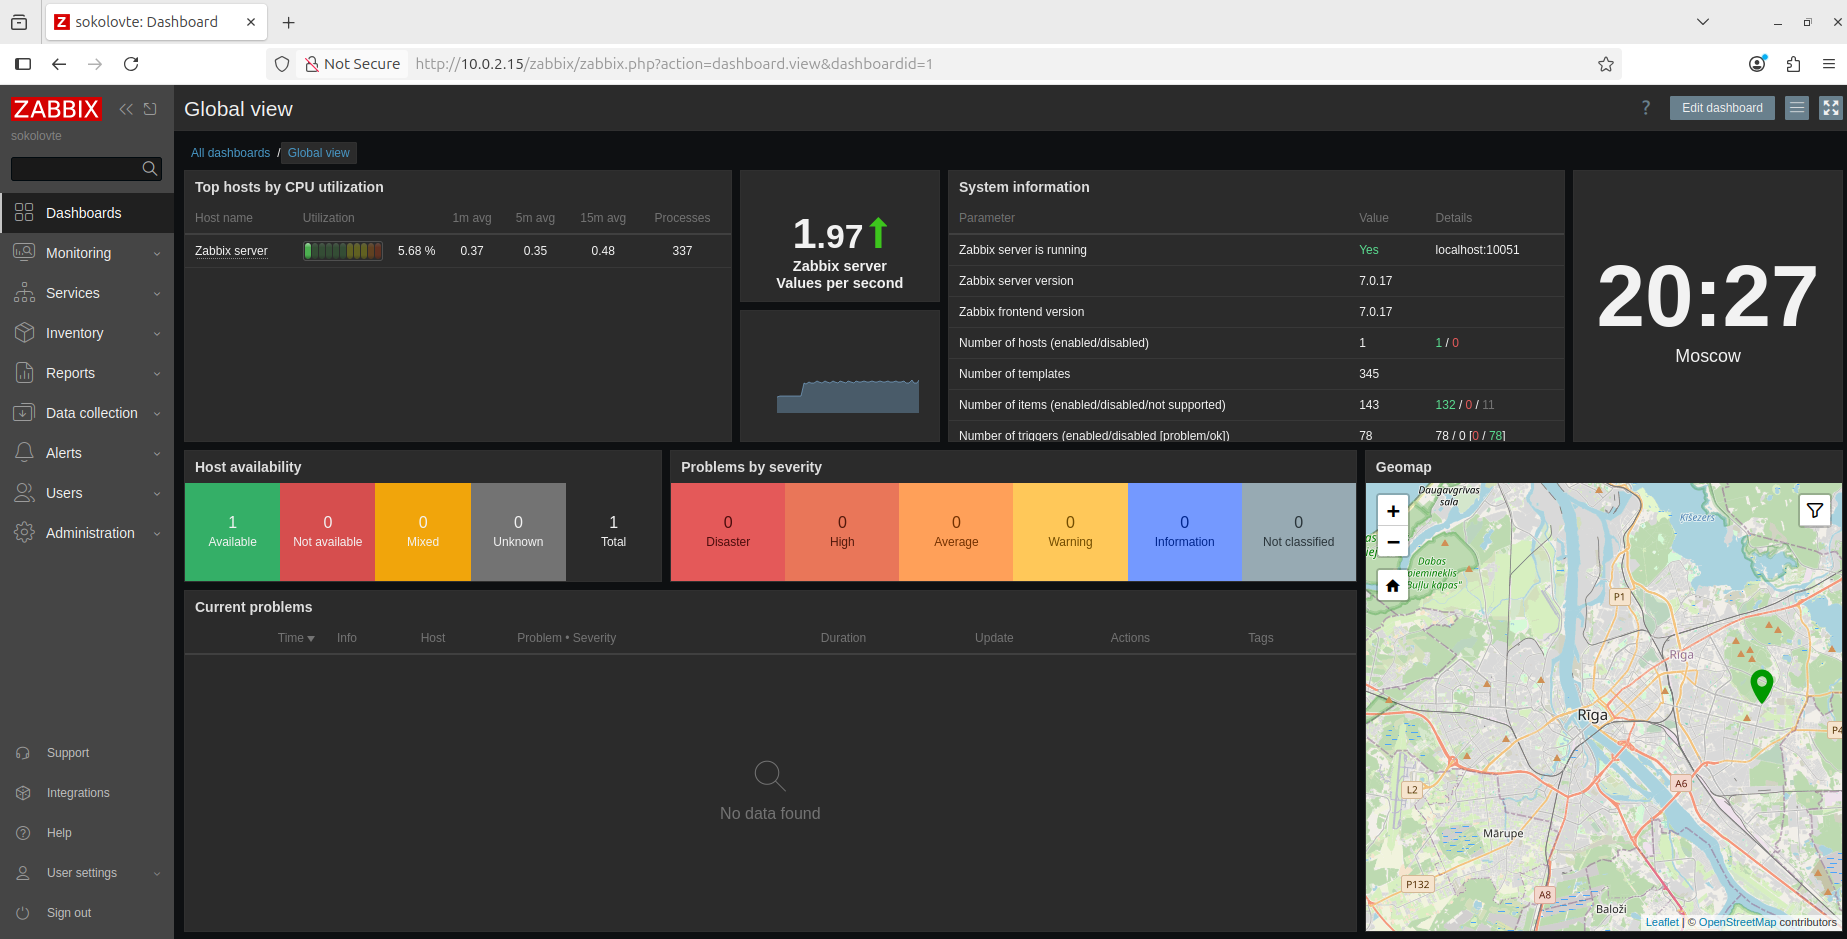 sokolovte: Dashboard
Not Secure
http://10.0.2.15/zabbix/zabbix.php?action=dashboard.view&dashboardid=1
ZABBIX
sokolovte
Dashboards
Monitoring
Services
Inventory
Reports
Data collection
Alerts
Users
Administration
Support
Integrations
Help
User settings
Sign out
Global view
? Edit dashboard
All dashboards / Global view
Top hosts by CPU utilization
Host name Utilization 1m avg 5m avg 15m avg Processes
Zabbix server 5.68 % 0.37 0.35 0.48 337
1.97
Zabbix server
Values per second
System information
Parameter Value Details
Zabbix server is running Yes localhost:10051
Zabbix server version 7.0.17
Zabbix frontend version 7.0.17
Number of hosts (enabled/disabled) 1 1 / 0
Number of templates 345
Number of items (enabled/disabled/not supported) 143 132 / 0 / 11
Number of triggers (enabled/disabled [problem/ok]) 78 78 / 0 [0 / 78]
20:27
Moscow
Host availability
1 Available
0 Not available
0 Mixed
0 Unknown
1 Total
Problems by severity
0 Disaster
0 High
0 Average
0 Warning
0 Information
0 Not classified
Current problems
Time Info Host Problem • Severity Duration Update Actions Tags
No data found
Geomap
+
−
Daugavgrīvas
sala
Ķīšezers
Dabas
piemineklis
"Buļļu kāpas"
P1
Rīga
Rīga
P4
A6
L2
Mārupe
P132
A8
Baloži
Leaflet | © OpenStreetMap contributors